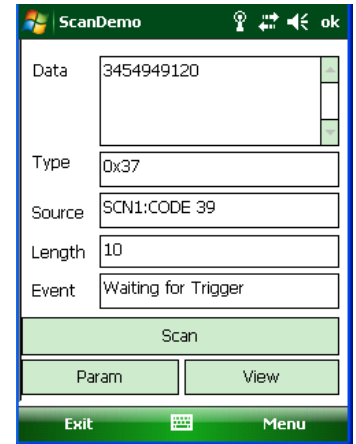 ScanDemo ok
Data 3454949120
Type 0x37
Source SCN1:CODE 39
Length 10
Event Waiting for Trigger
Scan
Param View
Exit Menu